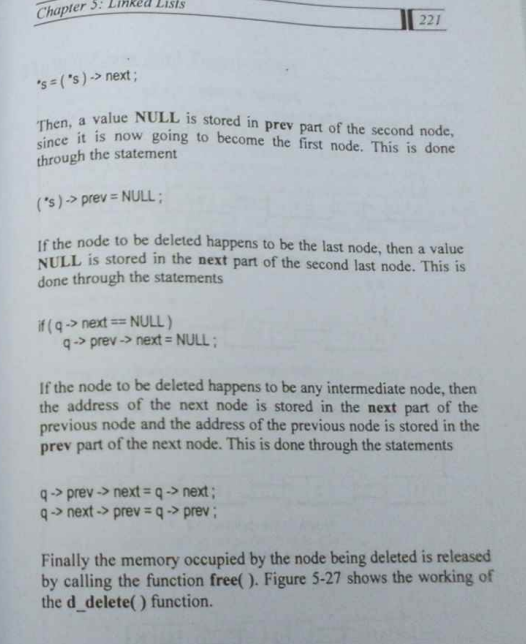 Chapter 5: Linked Lists
221
*s = ( *s ) -> next ;
Then, a value NULL is stored in prev part of the second node,
since it is now going to become the first node. This is done
through the statement
( *s ) -> prev = NULL ;
If the node to be deleted happens to be the last node, then a value
NULL is stored in the next part of the second last node. This is
done through the statements
if ( q -> next == NULL )
q -> prev -> next = NULL ;
If the node to be deleted happens to be any intermediate node, then
the address of the next node is stored in the next part of the
previous node and the address of the previous node is stored in the
prev part of the next node. This is done through the statements
q -> prev -> next = q -> next ;
q -> next -> prev = q -> prev ;
Finally the memory occupied by the node being deleted is released
by calling the function free( ). Figure 5-27 shows the working of
the d_delete( ) function.